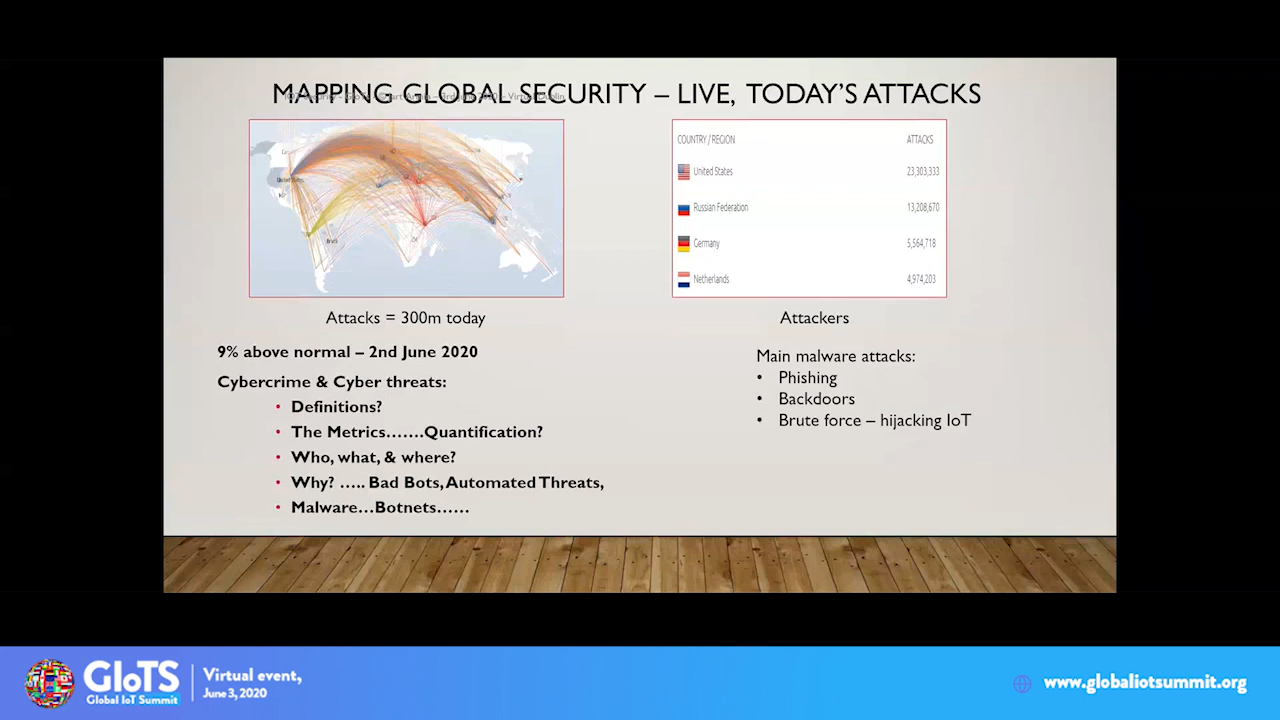 MAPPING GLOBAL SECURITY – LIVE, TODAY'S ATTACKS
United States
Brazil
COUNTRY / REGION ATTACKS
United States 23,303,333
Russian Federation 13,208,670
Germany 5,564,718
Netherlands 4,974,203
Attacks = 300m today
Attackers
9% above normal – 2nd June 2020
Cybercrime & Cyber threats:
• Definitions?
• The Metrics…….Quantification?
• Who, what, & where?
• Why? ….. Bad Bots, Automated Threats,
• Malware…Botnets……
Main malware attacks:
• Phishing
• Backdoors
• Brute force – hijacking IoT
GIoTS
Global IoT Summit
Virtual event,
June 3, 2020
www.globaliotsummit.org